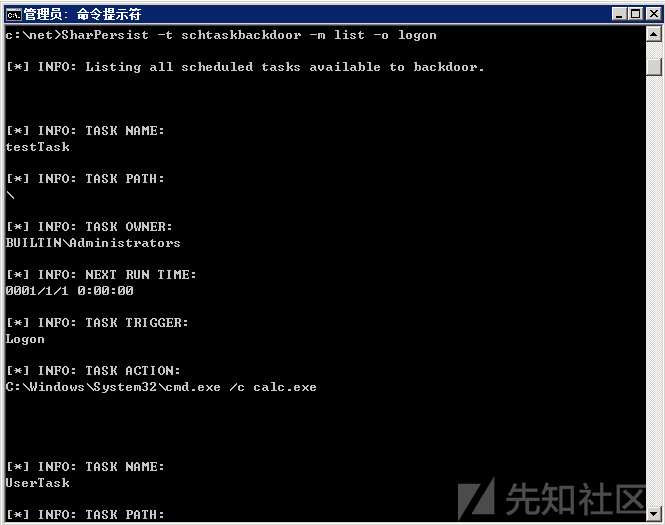 管理员: 命令提示符
c:\net>SharPersist -t schtaskbackdoor -m list -o logon
[*] INFO: Listing all scheduled tasks available to backdoor.
[*] INFO: TASK NAME:
testTask
[*] INFO: TASK PATH:
\
[*] INFO: TASK OWNER:
BUILTIN\Administrators
[*] INFO: NEXT RUN TIME:
0001/1/1 0:00:00
[*] INFO: TASK TRIGGER:
Logon
[*] INFO: TASK ACTION:
C:\Windows\System32\cmd.exe /c calc.exe
[*] INFO: TASK NAME:
UserTask
[*] INFO: TASK PATH:
先知社区